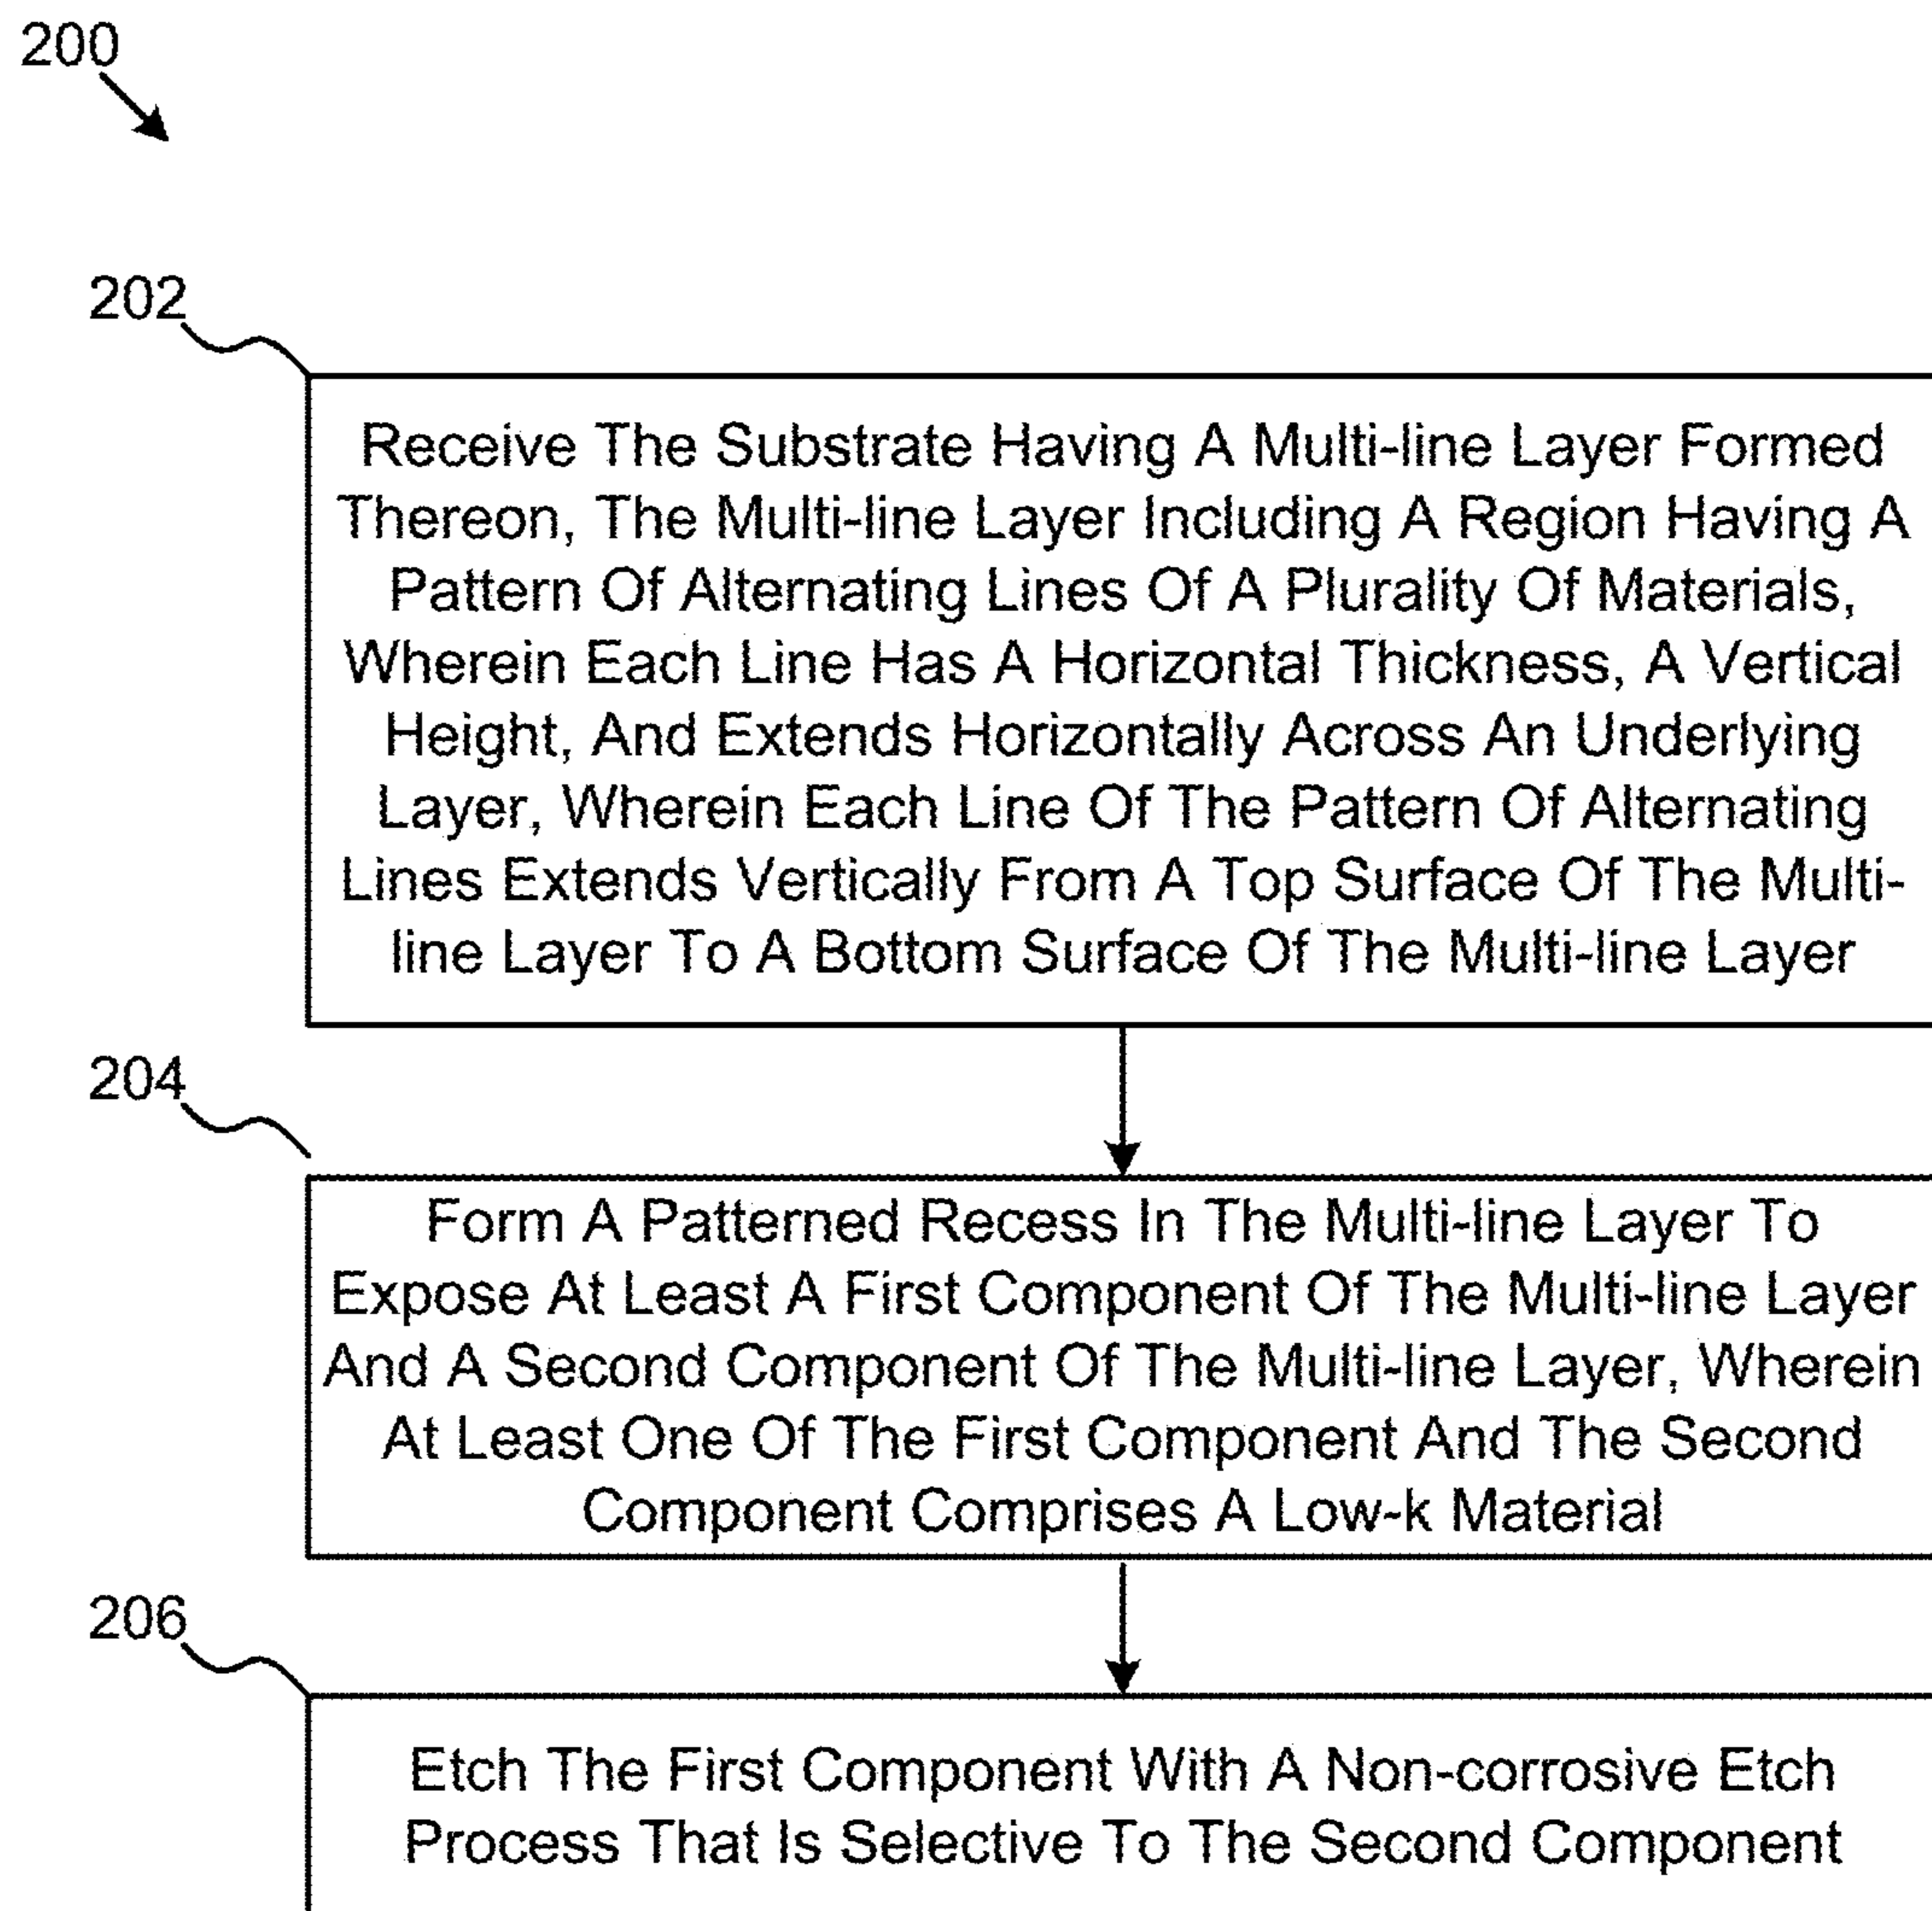 200
202
Receive The Substrate Having A Multi-line Layer Formed
Thereon, The Multi-line Layer Including A Region Having A
Pattern Of Alternating Lines Of A Plurality Of Materials,
Wherein Each Line Has A Horizontal Thickness, A Vertical
Height, And Extends Horizontally Across An Underlying
Layer, Wherein Each Line Of The Pattern Of Alternating
Lines Extends Vertically From A Top Surface Of The Multi-
line Layer To A Bottom Surface Of The Multi-line Layer
204
Form A Patterned Recess In The Multi-line Layer To
Expose At Least A First Component Of The Multi-line Layer
And A Second Component Of The Multi-line Layer, Wherein
At Least One Of The First Component And The Second
Component Comprises A Low-k Material
206
Etch The First Component With A Non-corrosive Etch
Process That Is Selective To The Second Component